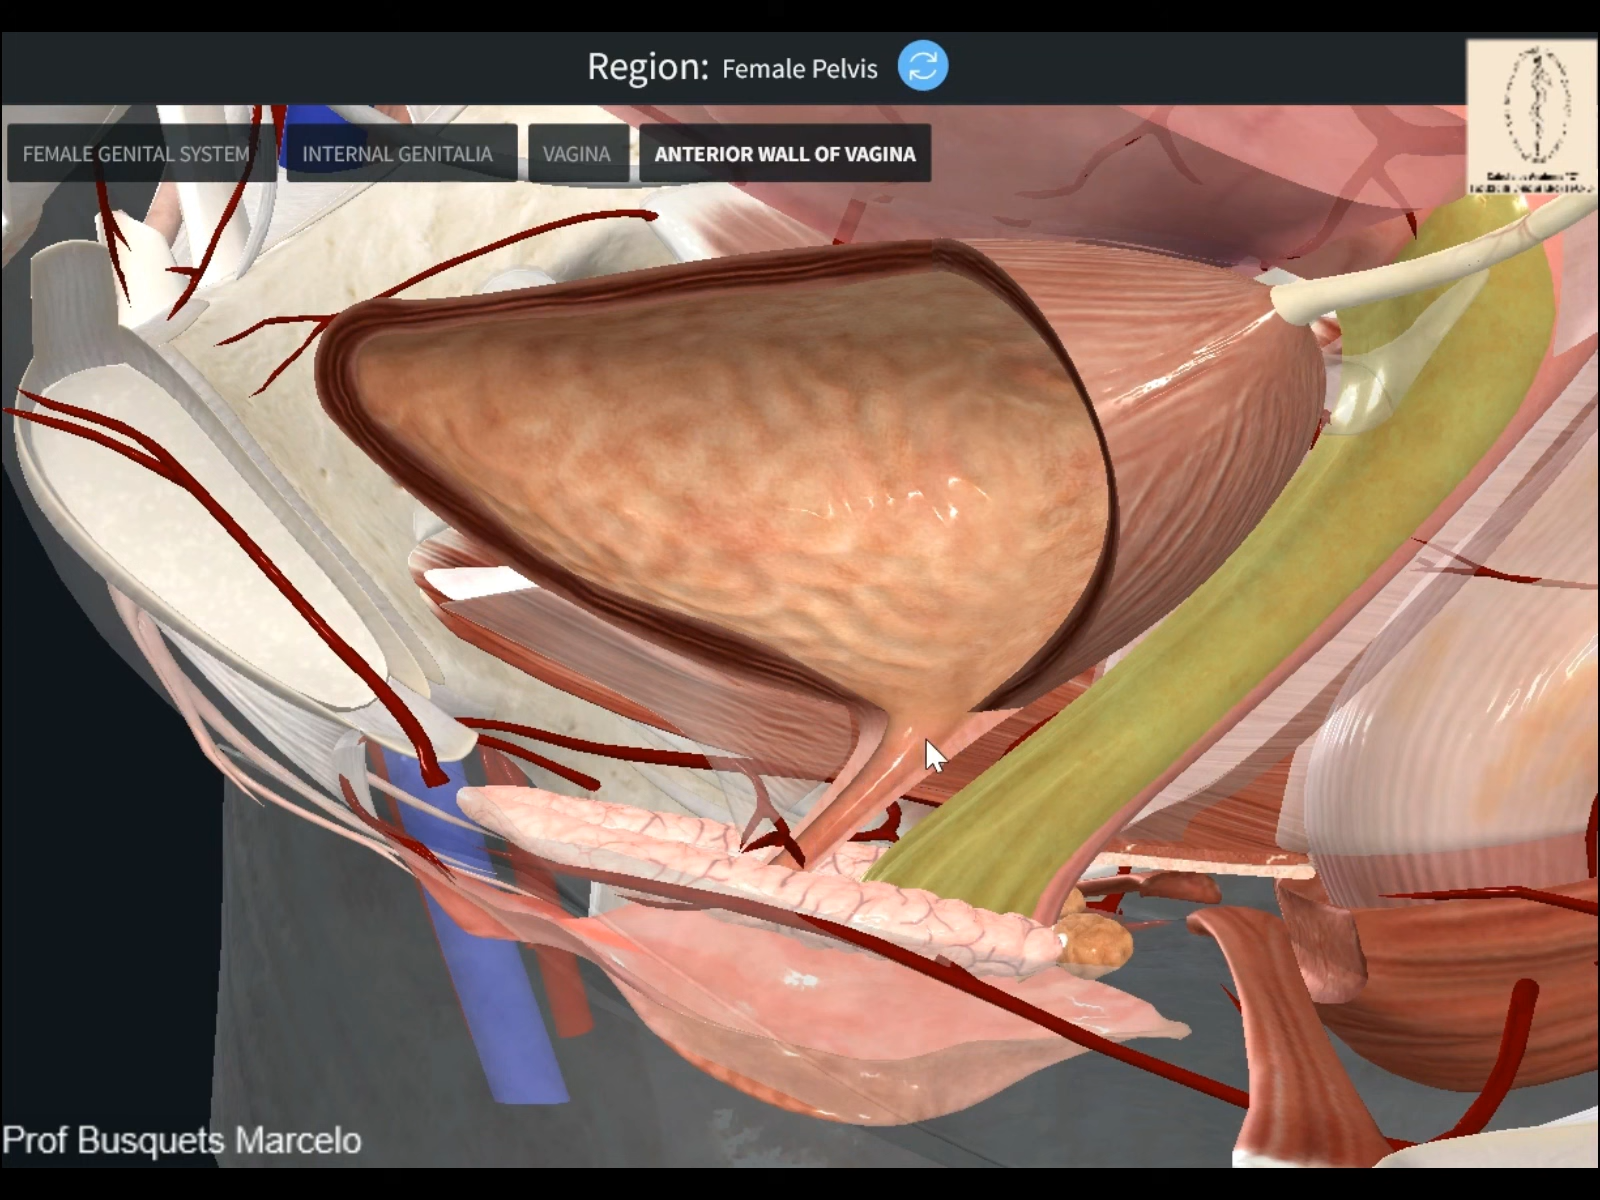 Region: Female Pelvis
FEMALE GENITAL SYSTEM
INTERNAL GENITALIA
VAGINA
ANTERIOR WALL OF VAGINA
Prof Busquets Marcelo